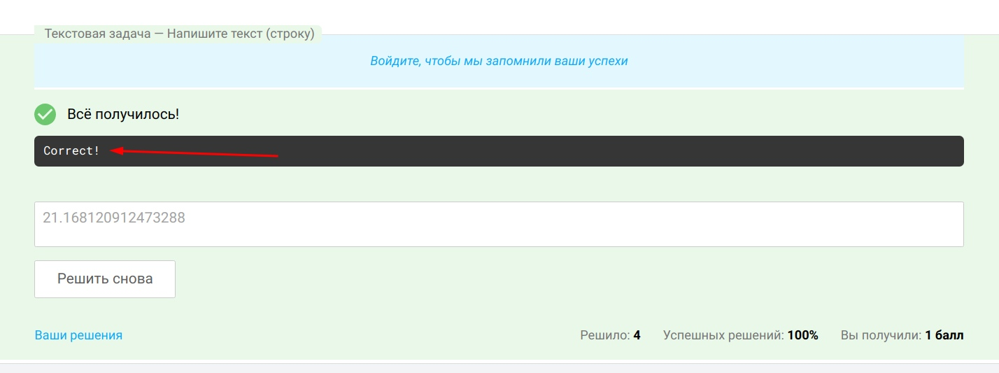 Текстовая задача — Напишите текст (строку)
Войдите, чтобы мы запомнили ваши успехи
Всё получилось!
Correct!
21.168120912473288
Решить снова
Ваши решения Решило: 4 Успешных решений: 100% Вы получили: 1 балл